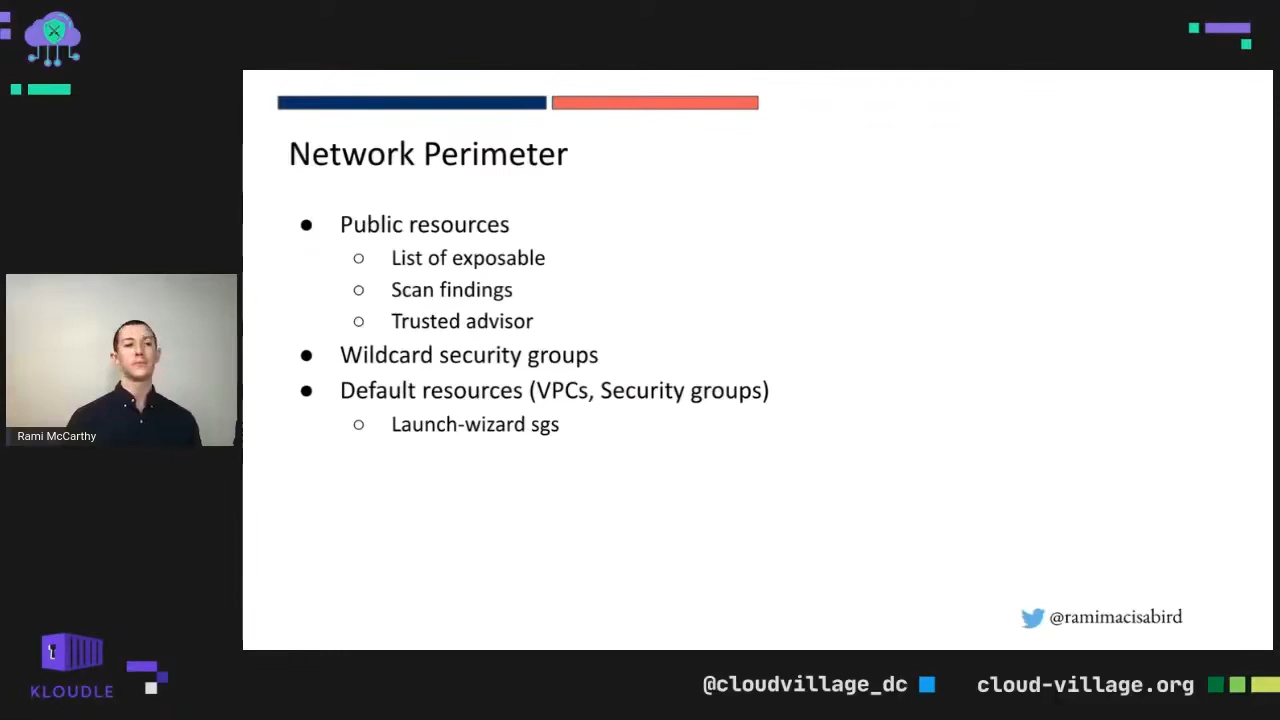 Network Perimeter
● Public resources
○ List of exposable
○ Scan findings
○ Trusted advisor
● Wildcard security groups
● Default resources (VPCs, Security groups)
○ Launch-wizard sgs
Rami McCarthy
@ramimacisabird
KLOUDLE
@cloudvillage_dc
cloud-village.org